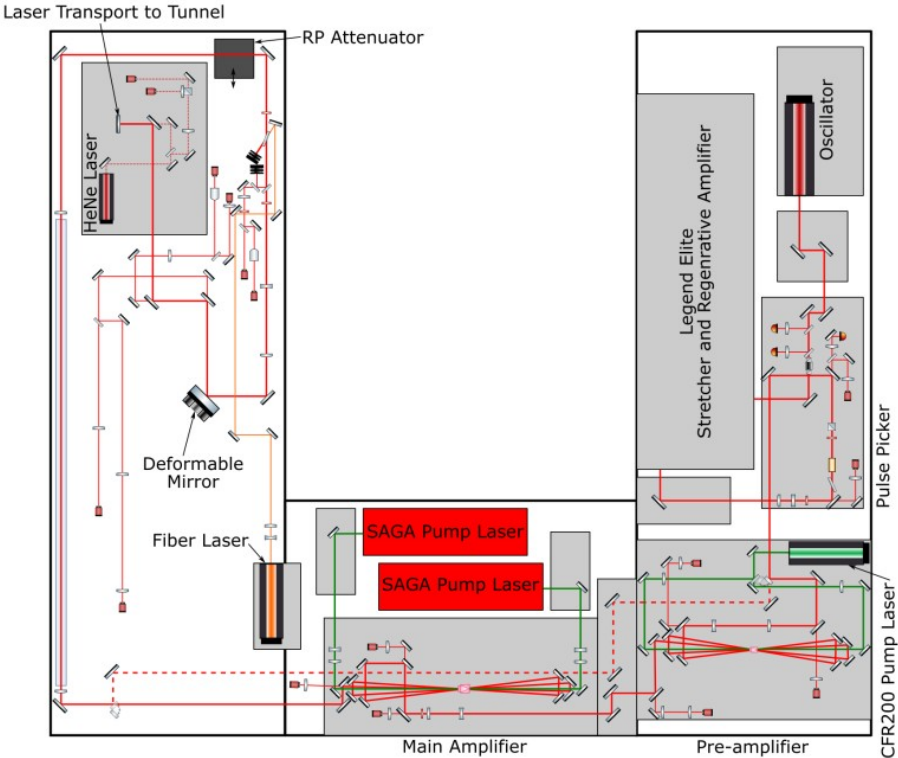 Laser Transport to Tunnel
RP Attenuator
HeNe Laser
Deformable
Mirror
Fiber Laser
SAGA Pump Laser
SAGA Pump Laser
Main Amplifier
Legend Elite
Stretcher and Regenrative Amplifier
Oscillator
Pulse Picker
CFR200 Pump Laser
Pre-amplifier